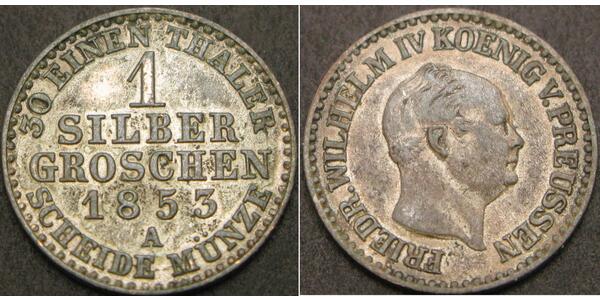 30 EINEN THALER
1
SILBER
GROSCHEN
1853
A
SCHEIDE MÜNZE
FRIEDR. WILHELM IV KOENIG V. PREUSSEN